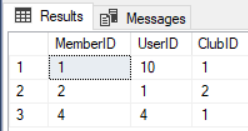 Results Messages
MemberID UserID ClubID
1 1 10 1
2 2 1 2
3 4 4 1